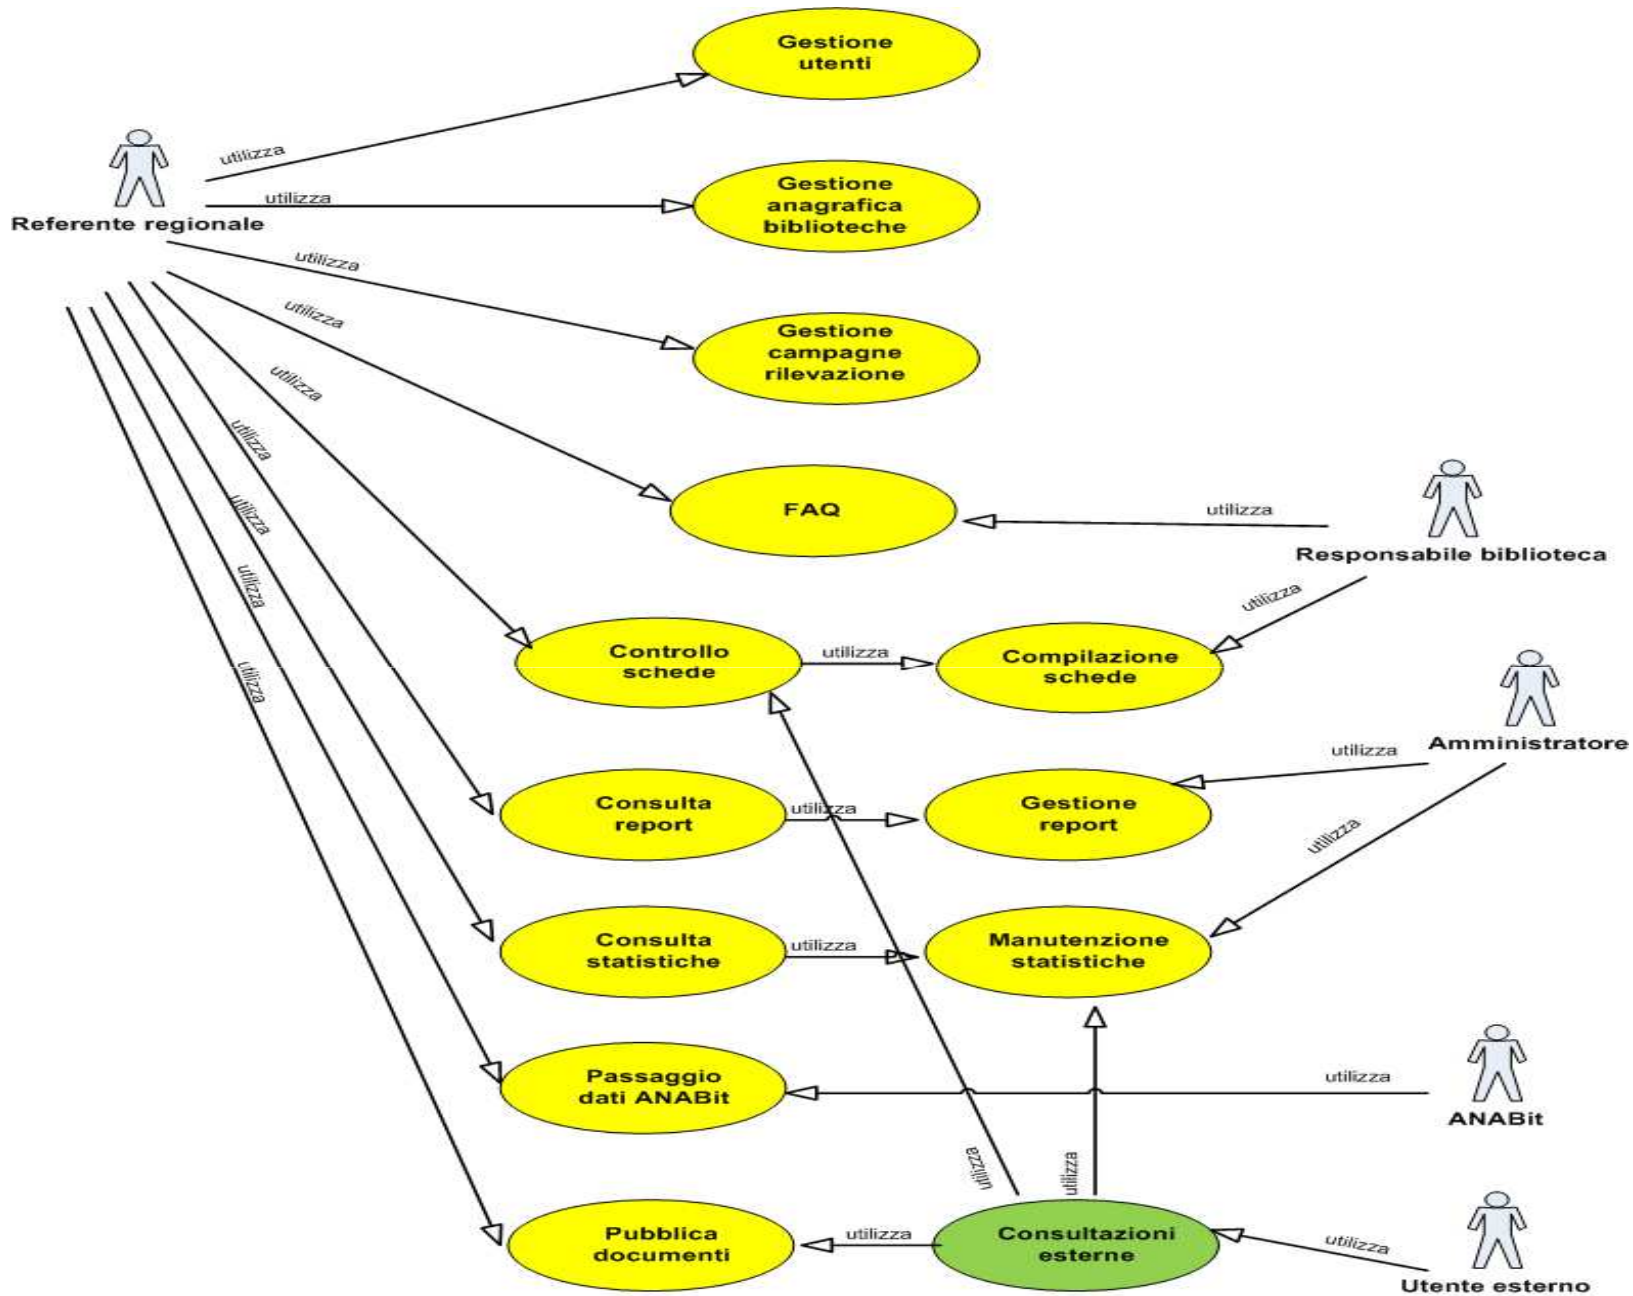 Gestione
utenti
utilizza
utilizza
Referente regionale
Gestione
anagrafica
biblioteche
utilizza
utilizza
Gestione
campagne
rilevazione
utilizza
utilizza
utilizza
utilizza
utilizza
FAQ
utilizza
Responsabile biblioteca
utilizza
Controllo
schede
utilizza
Compilazione
schede
Amministratore
utilizza
Consulta
report
utilizza
Gestione
report
utilizza
Consulta
statistiche
utilizza
Manutenzione
statistiche
Passaggio
dati ANABit
utilizza
ANABit
utilizza
utilizza
Pubblica
documenti
utilizza
Consultazioni
esterne
utilizza
Utente esterno